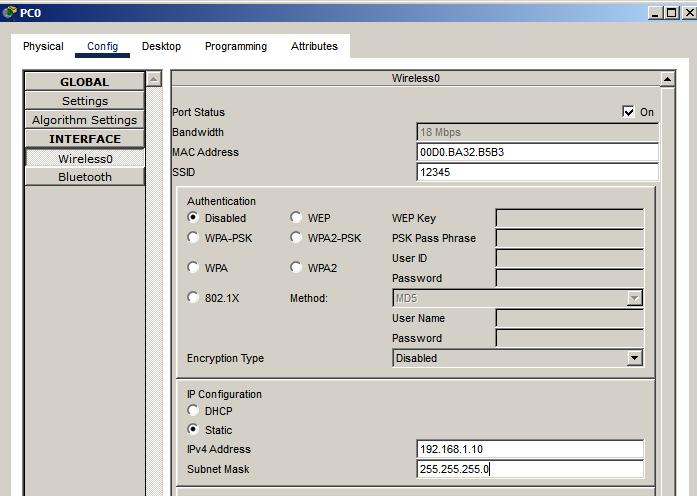 PC0
Physical Config Desktop Programming Attributes
GLOBAL
Settings
Algorithm Settings
INTERFACE
Wireless0
Bluetooth
Wireless0
Port Status On
Bandwidth 18 Mbps
MAC Address 00D0.BA32.B5B3
SSID 12345
Authentication
Disabled WEP WEP Key
WPA-PSK WPA2-PSK PSK Pass Phrase
User ID
WPA WPA2
Password
802.1X Method: MD5
User Name
Password
Encryption Type Disabled
IP Configuration
DHCP
Static
IPv4 Address 192.168.1.10
Subnet Mask 255.255.255.0